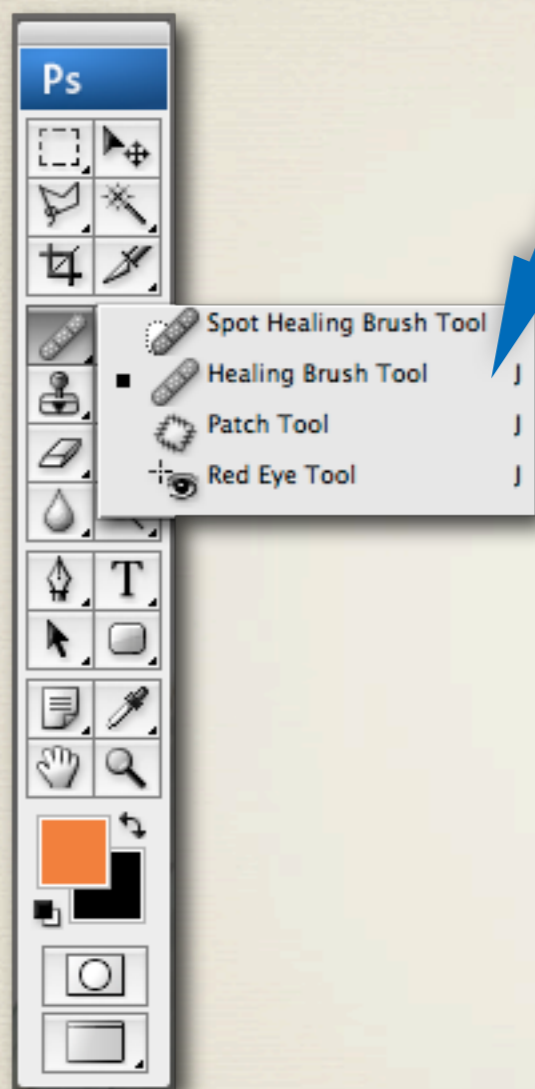 Ps
Spot Healing Brush Tool
Healing Brush Tool J
Patch Tool J
Red Eye Tool J
T